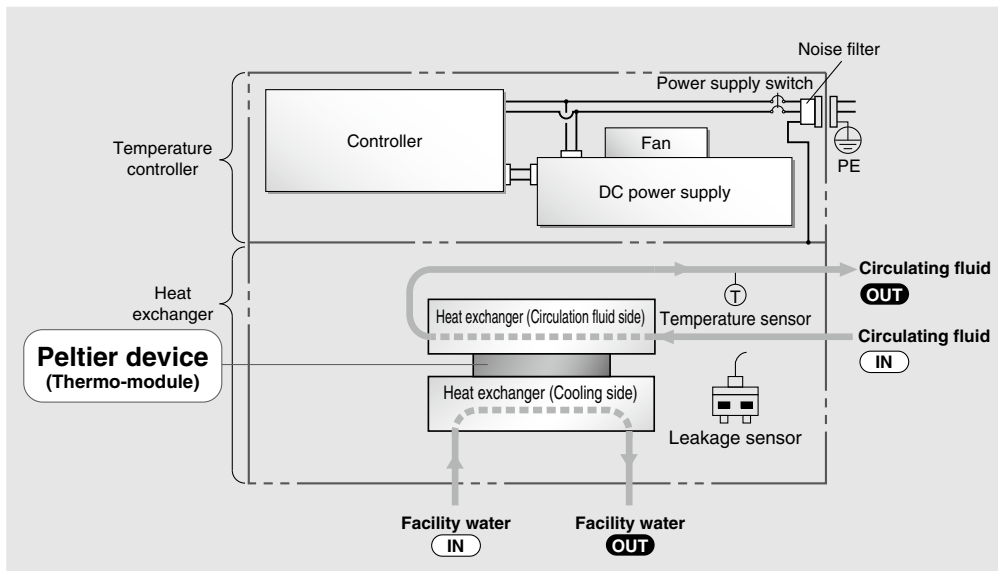 Noise filter
Power supply switch
Controller
Fan
PE
Temperature
controller
DC power supply
Circulating fluid
OUT
Heat
exchanger
T
Temperature sensor
Heat exchanger (Circulation fluid side)
Circulating fluid
IN
Peltier device
(Thermo-module)
Heat exchanger (Cooling side)
Leakage sensor
Facility water
IN
Facility water
OUT